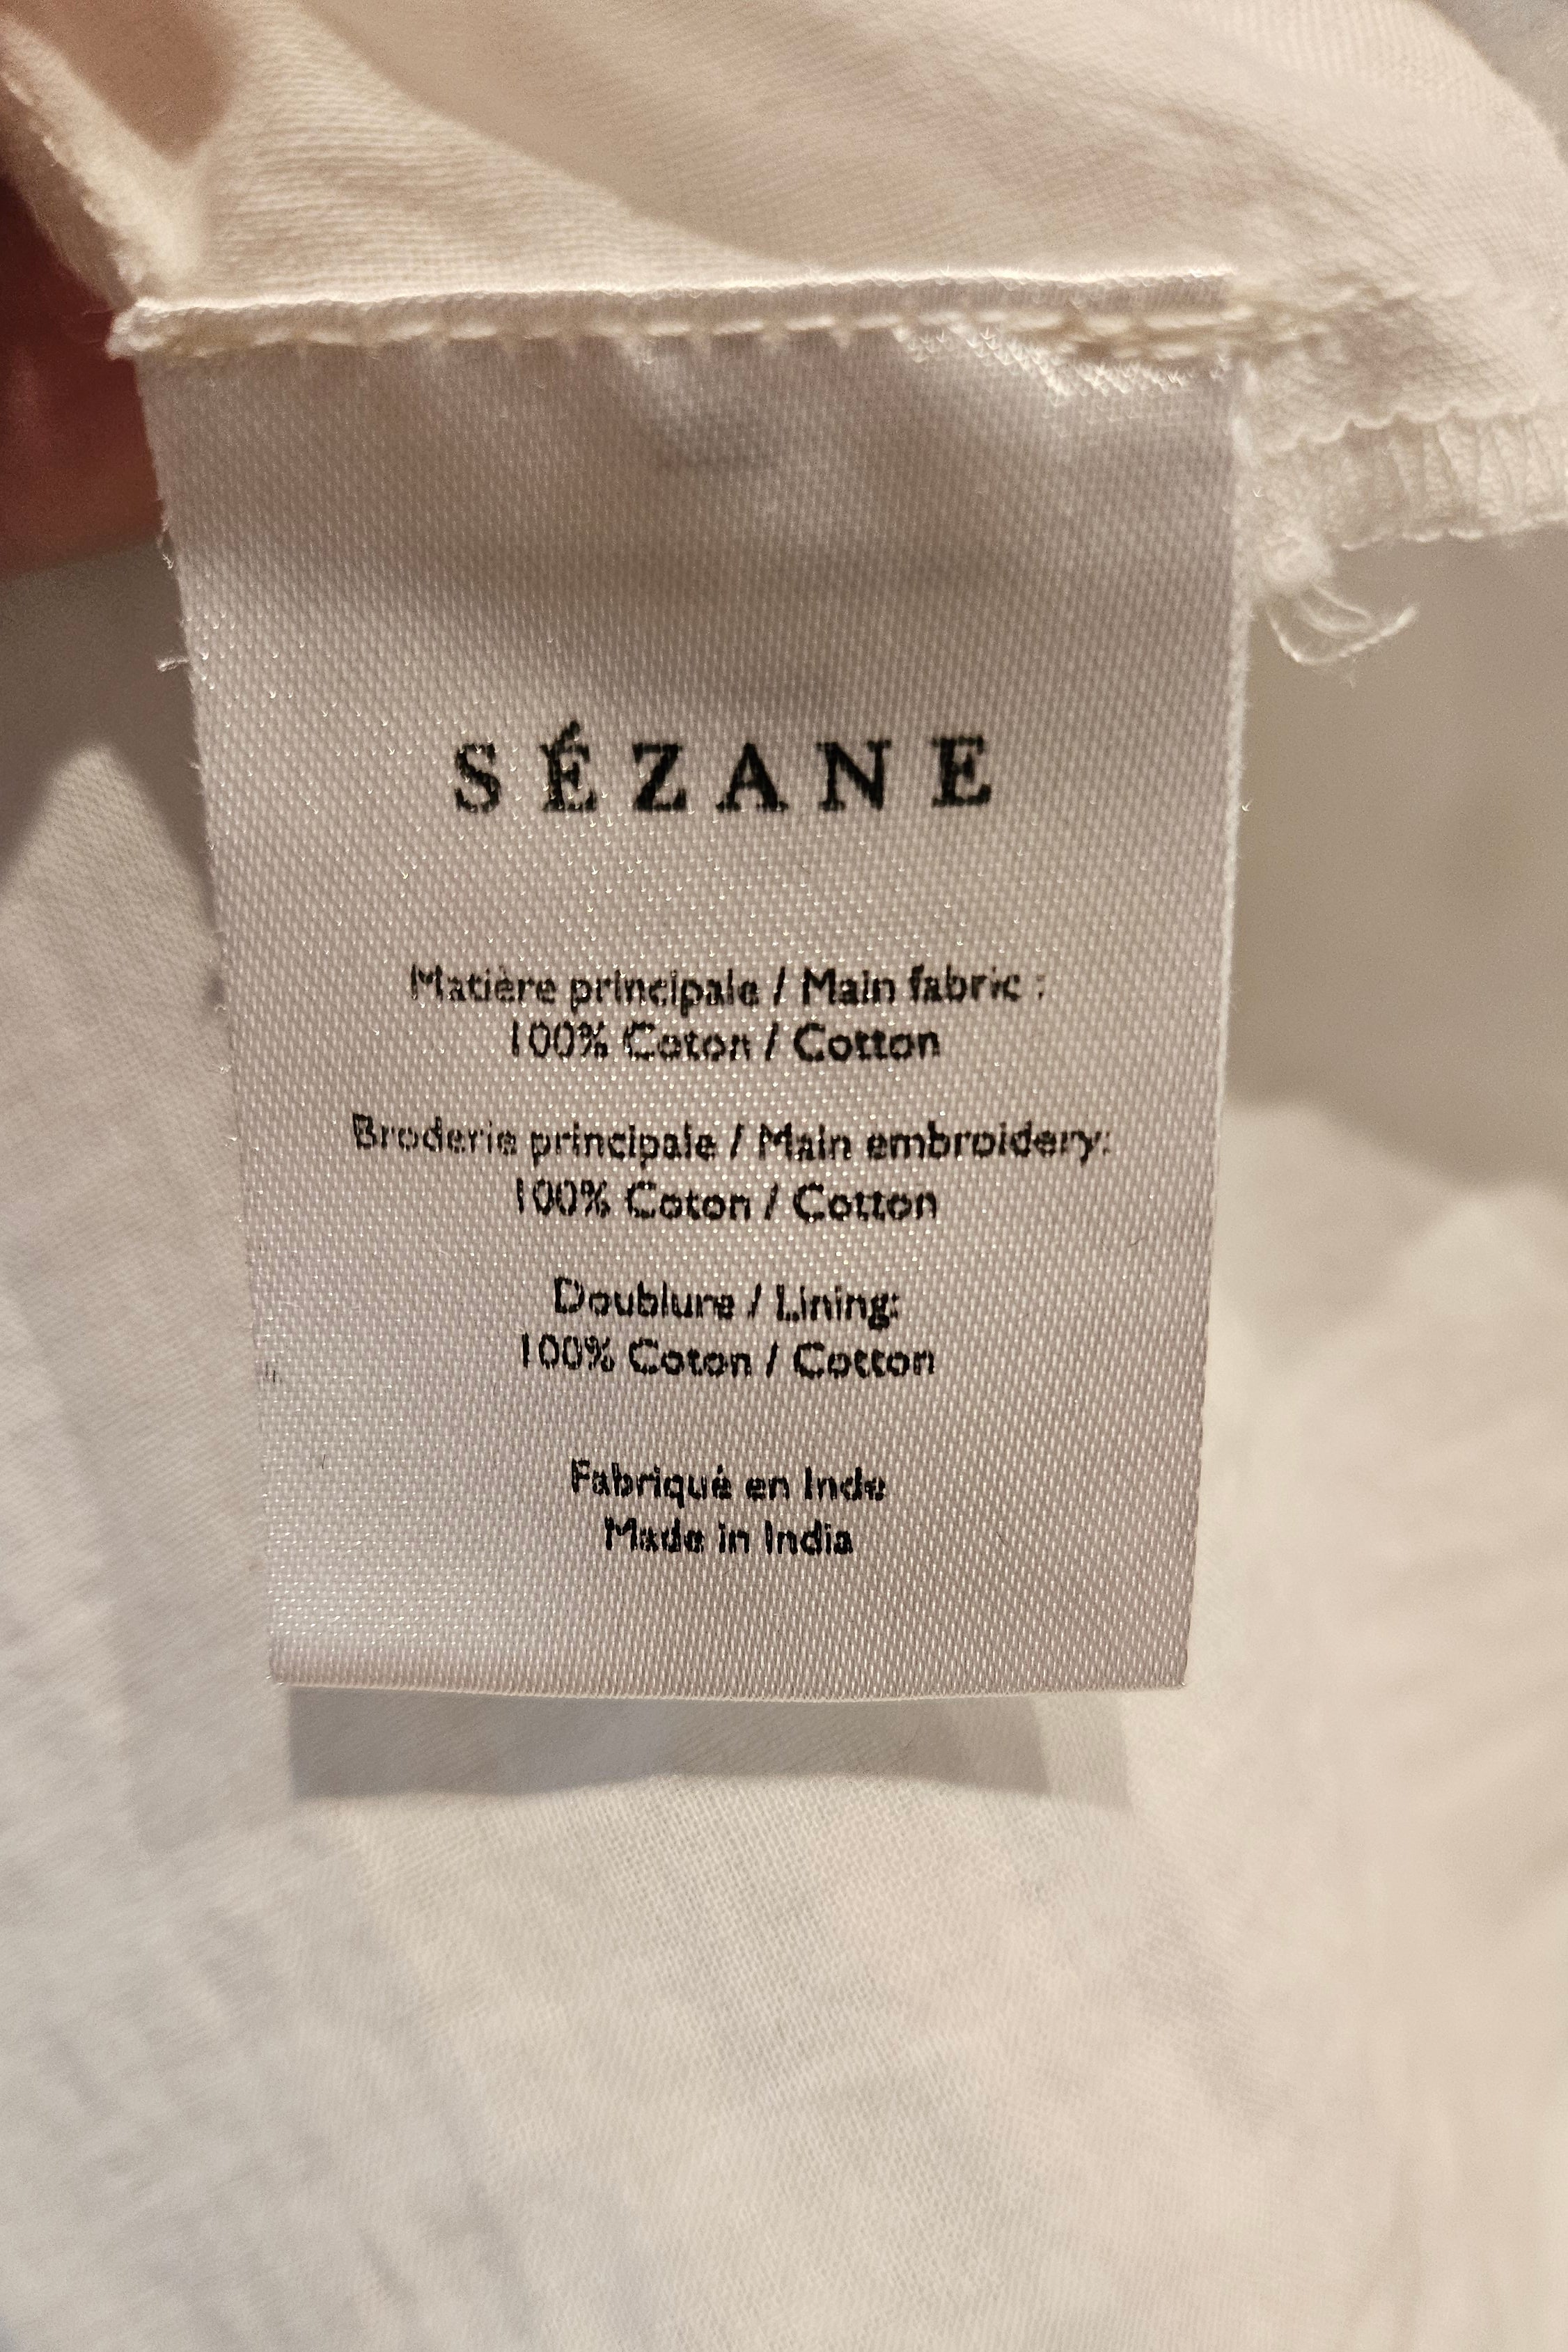 SÉZANE
Matière principale / Main fabric :
100% Coton / Cotton
Broderie principale / Main embroidery:
100% Coton / Cotton
Doublure / Lining:
100% Coton / Cotton
Fabriqué en Inde
Made in India